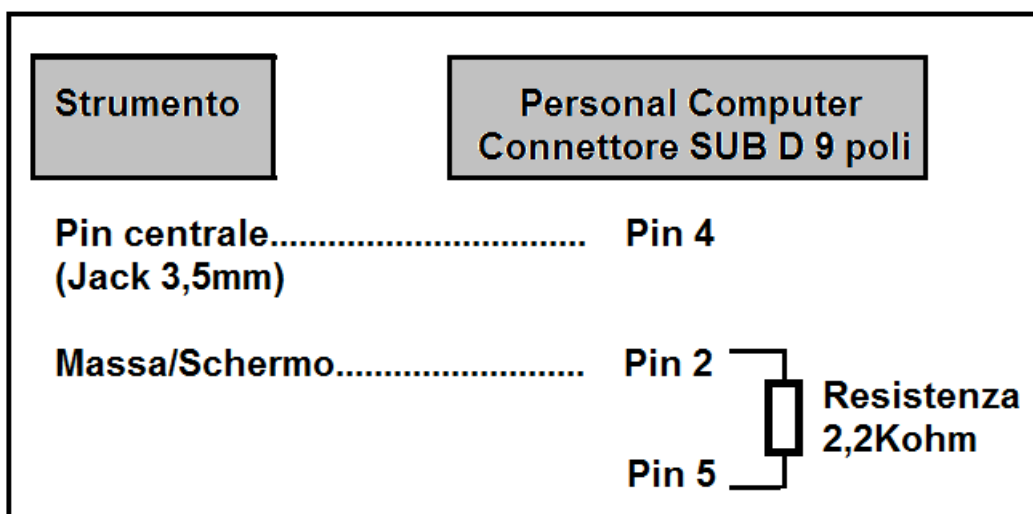 Strumento
Personal Computer
Connettore SUB D 9 poli
Pin centrale................................. Pin 4
(Jack 3,5mm)
Massa/Schermo.......................... Pin 2
Resistenza
2,2Kohm
Pin 5